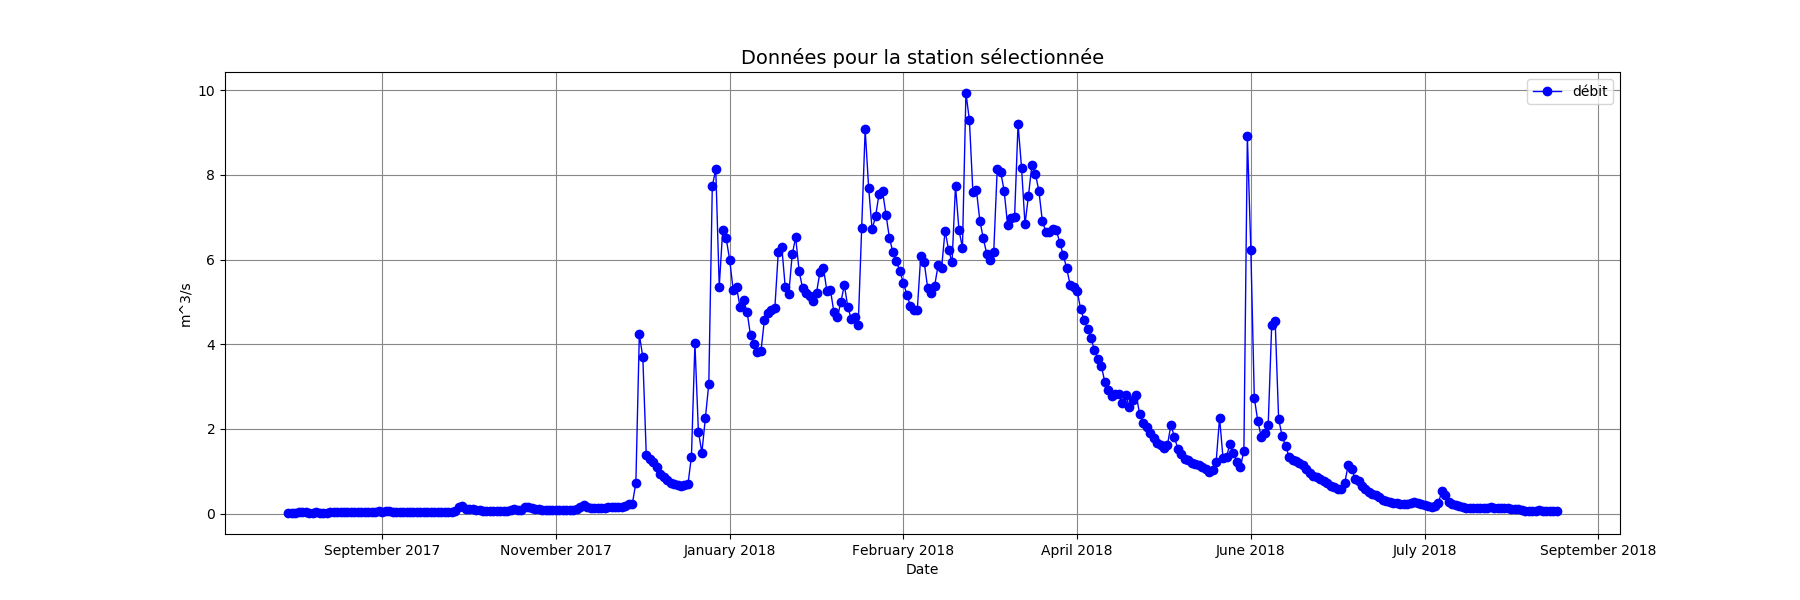 Données pour la station sélectionnée
débit
10
8
6
4
2
0
m^3/s
September 2017 November 2017 January 2018 February 2018 April 2018 June 2018 July 2018 September 2018
Date